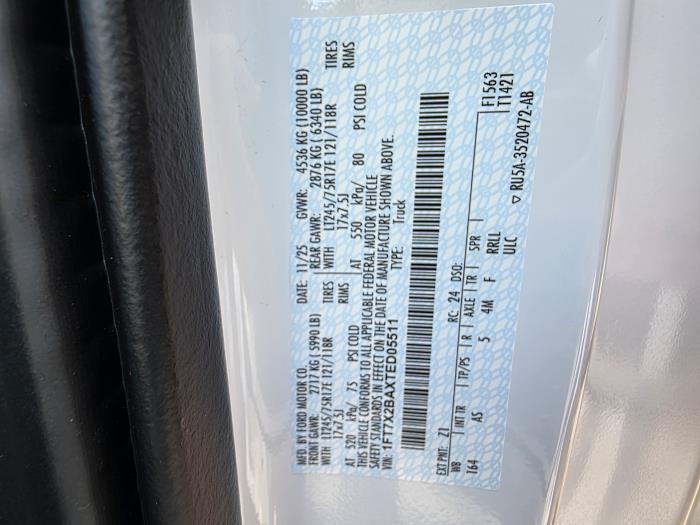 MFD. BY FORD MOTOR CO. DATE: 11/25 GVWR: 4536 KG (10000 LB)
FRONT GAWR: 2717 KG (5990 LB) REAR GAWR: 2876 KG (6340 LB)
WITH LT245/75R17E 121/118R TIRES WITH LT245/75R17E 121/118R TIRES
17x7.5J RIMS 17x7.5J RIMS
AT 520 kPa/ 75 PSI COLD AT 550 kPa/ 80 PSI COLD
THIS VEHICLE CONFORMS TO ALL APPLICABLE FEDERAL MOTOR VEHICLE
SAFETY STANDARDS IN EFFECT ON THE DATE OF MANUFACTURE SHOWN ABOVE.
VIN: 1FT7X2BAXTED05511 TYPE: Truck
EXT PNT: Z1 RC: 24 DSO: F1563
WB INT TR TP/PS R AXLE TR SPR T1421
164 AS 5 4M F RRLL
ULC
▽ RU5A-3520472-AB